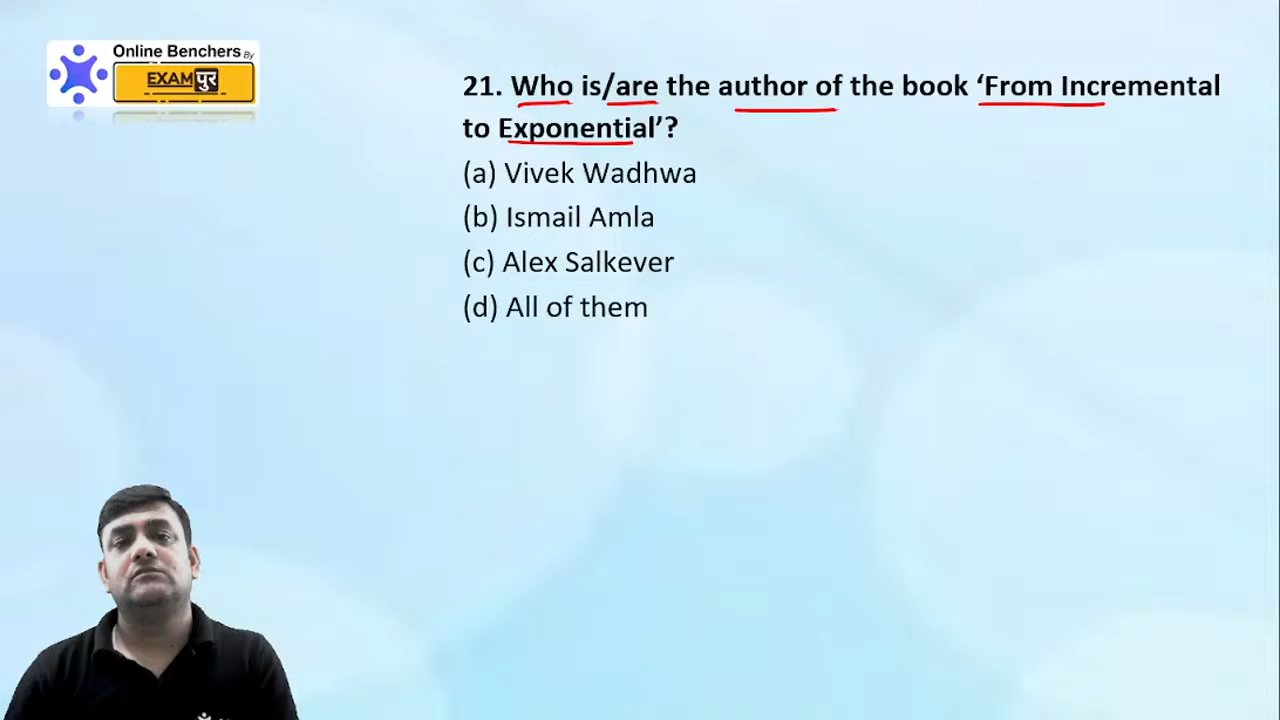 Online Benchers By
EXAMपुर
21. Who is/are the author of the book ‘From Incremental
to Exponential’?
(a) Vivek Wadhwa
(b) Ismail Amla
(c) Alex Salkever
(d) All of them